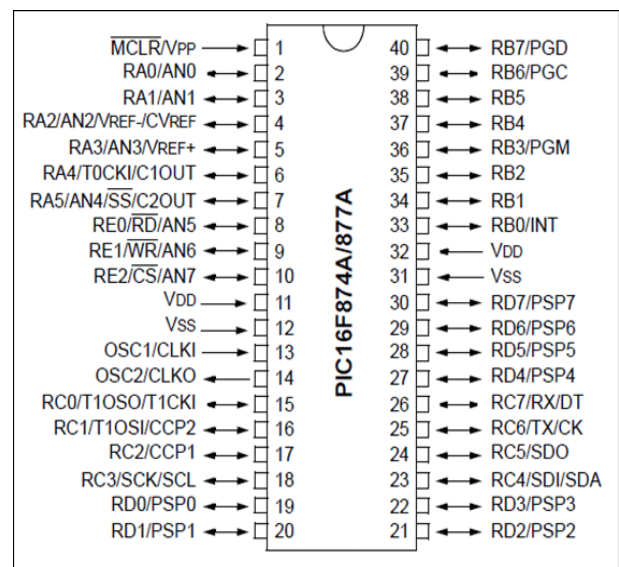 M̅C̅L̅R̅/VPP 1 40 RB7/PGD
RA0/AN0 2 39 RB6/PGC
RA1/AN1 3 38 RB5
RA2/AN2/VREF-/CVREF 4 37 RB4
RA3/AN3/VREF+ 5 36 RB3/PGM
RA4/T0CKI/C1OUT 6 35 RB2
RA5/AN4/S̅S̅/C2OUT 7 34 RB1
RE0/R̅D̅/AN5 8 33 RB0/INT
RE1/W̅R̅/AN6 9 32 VDD
RE2/C̅S̅/AN7 10 31 VSS
VDD 11 30 RD7/PSP7
VSS 12 29 RD6/PSP6
OSC1/CLKI 13 28 RD5/PSP5
OSC2/CLKO 14 27 RD4/PSP4
RC0/T1OSO/T1CKI 15 26 RC7/RX/DT
RC1/T1OSI/CCP2 16 25 RC6/TX/CK
RC2/CCP1 17 24 RC5/SDO
RC3/SCK/SCL 18 23 RC4/SDI/SDA
RD0/PSP0 19 22 RD3/PSP3
RD1/PSP1 20 21 RD2/PSP2
PIC16F874A/877A